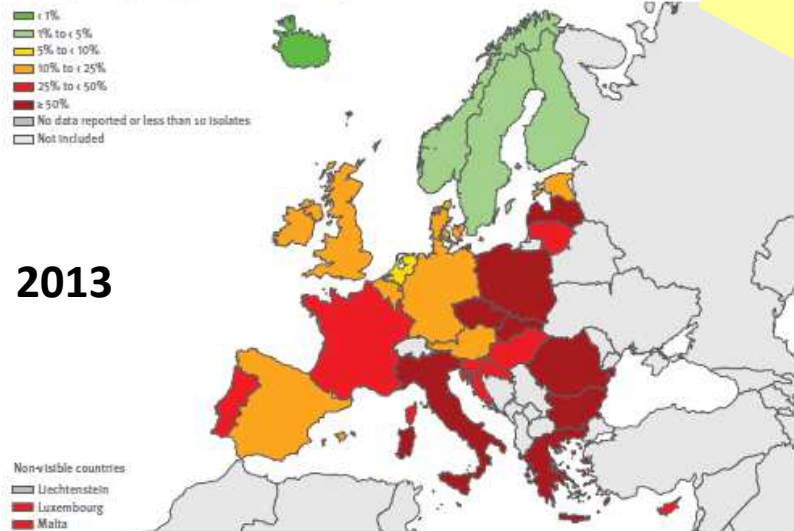 < 1%
1% to < 5%
5% to < 10%
10% to < 25%
25% to < 50%
≥ 50%
No data reported or less than 10 isolates
Not included
2013
Non-visible countries
Liechtenstein
Luxembourg
Malta